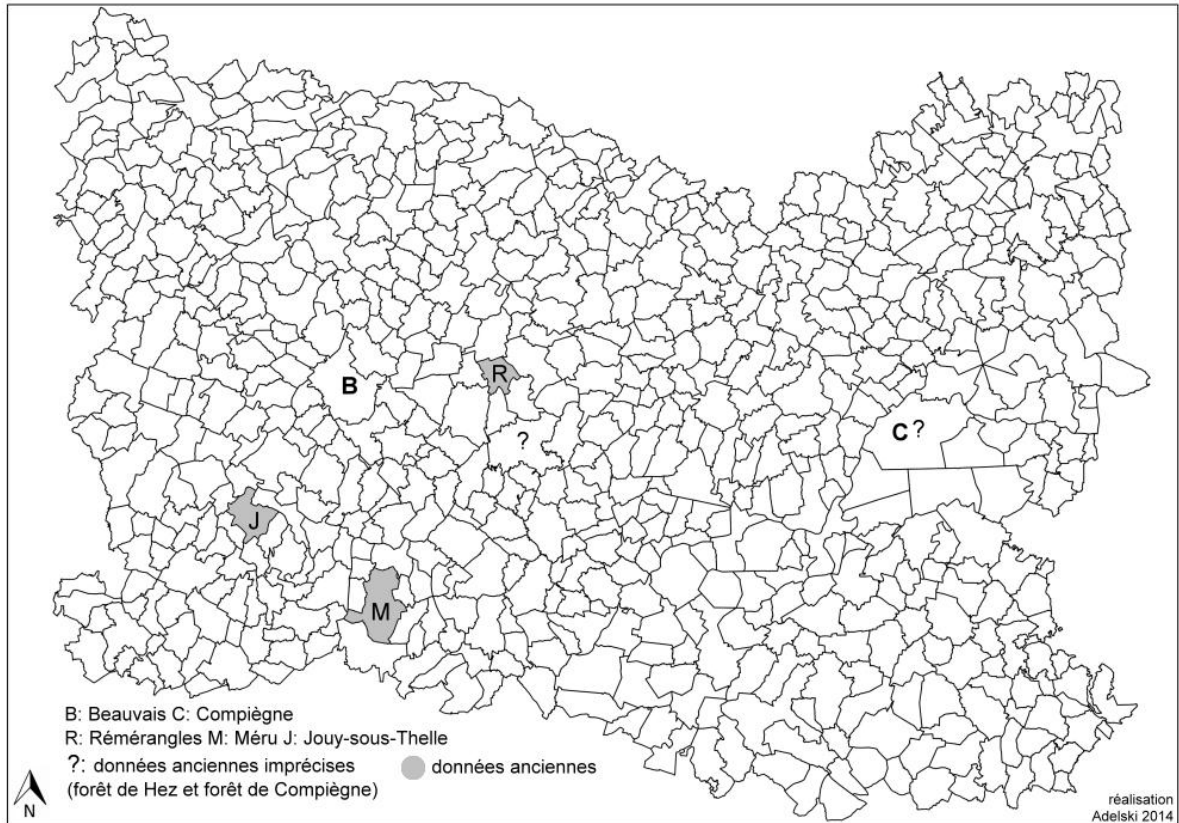 B
R
?
C ?
J
M
B: Beauvais C: Compiègne
R: Rémérangles M: Méru J: Jouy-sous-Thelle
?: données anciennes imprécises
données anciennes
(forêt de Hez et forêt de Compiègne)
N
réalisation
Adelski 2014